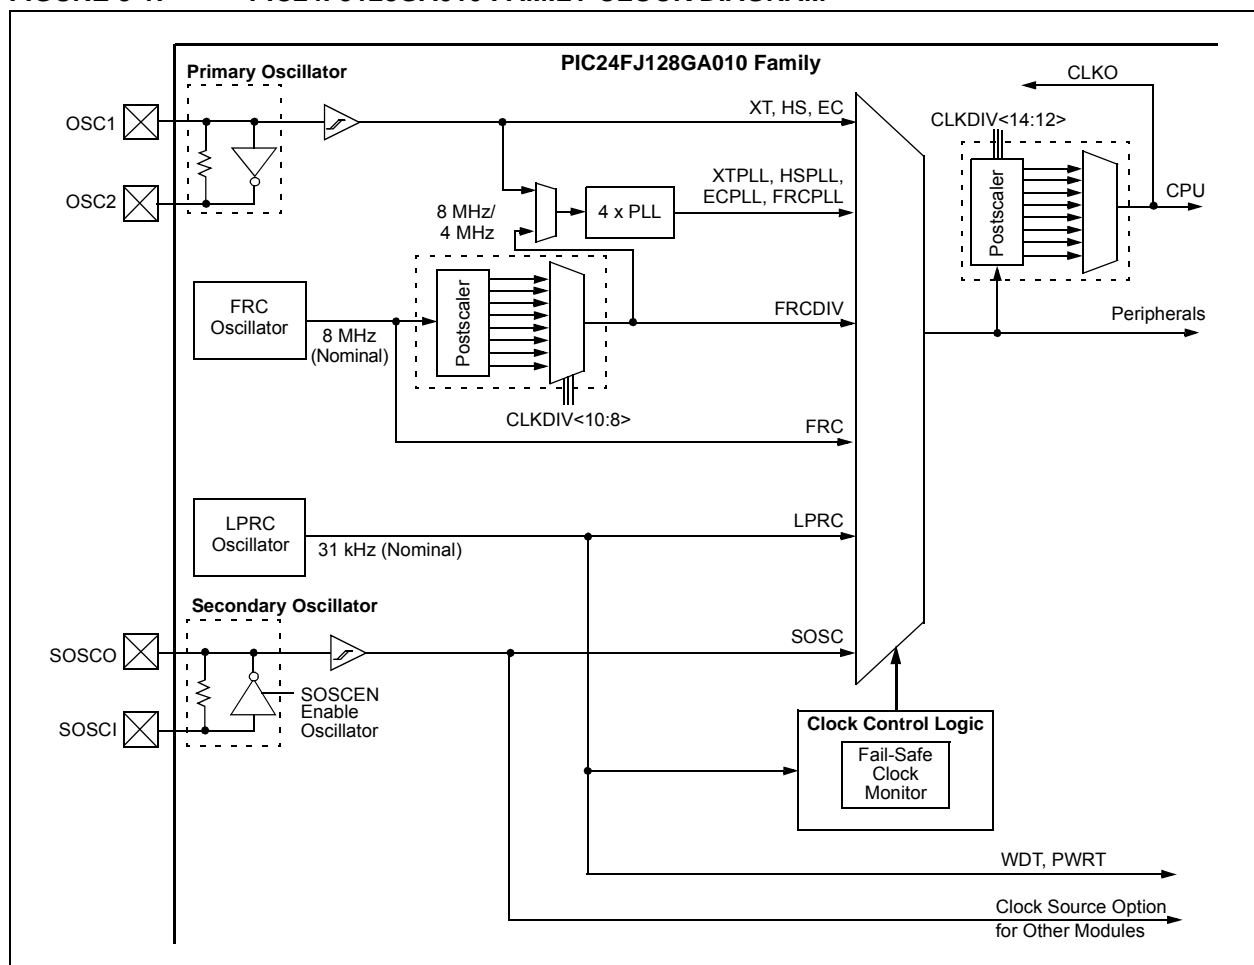 PIC24FJ128GA010 Family
Primary Oscillator
OSC1
OSC2
XT, HS, EC
XTPLL, HSPLL,
ECPLL, FRCPLL
8 MHz/
4 MHz
4 x PLL
CLKO
CLKDIV<14:12>
Postscaler
CPU
Peripherals
FRC
Oscillator
8 MHz
(Nominal)
Postscaler
CLKDIV<10:8>
FRCDIV
FRC
LPRC
Oscillator
31 kHz (Nominal)
LPRC
Secondary Oscillator
SOSCO
SOSCI
SOSCEN
Enable
Oscillator
SOSC
Clock Control Logic
Fail-Safe
Clock
Monitor
WDT, PWRT
Clock Source Option
for Other Modules